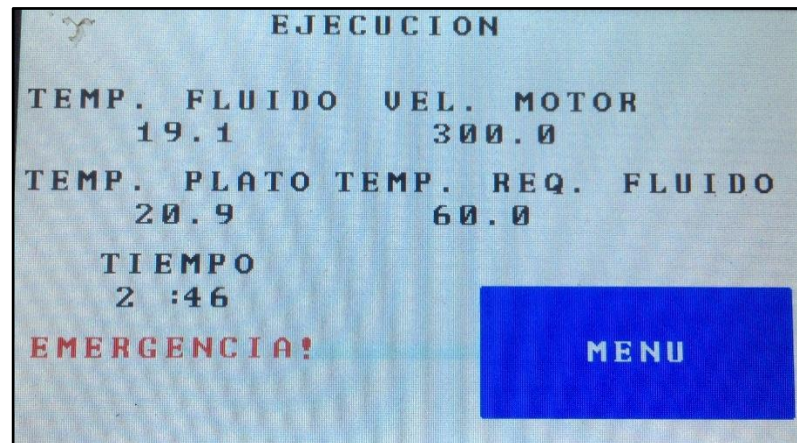 EJECUCION
TEMP. FLUIDO VEL. MOTOR
19.1 300.0
TEMP. PLATO TEMP. REQ. FLUIDO
20.9 60.0
TIEMPO
2 :46
EMERGENCIA!
MENU